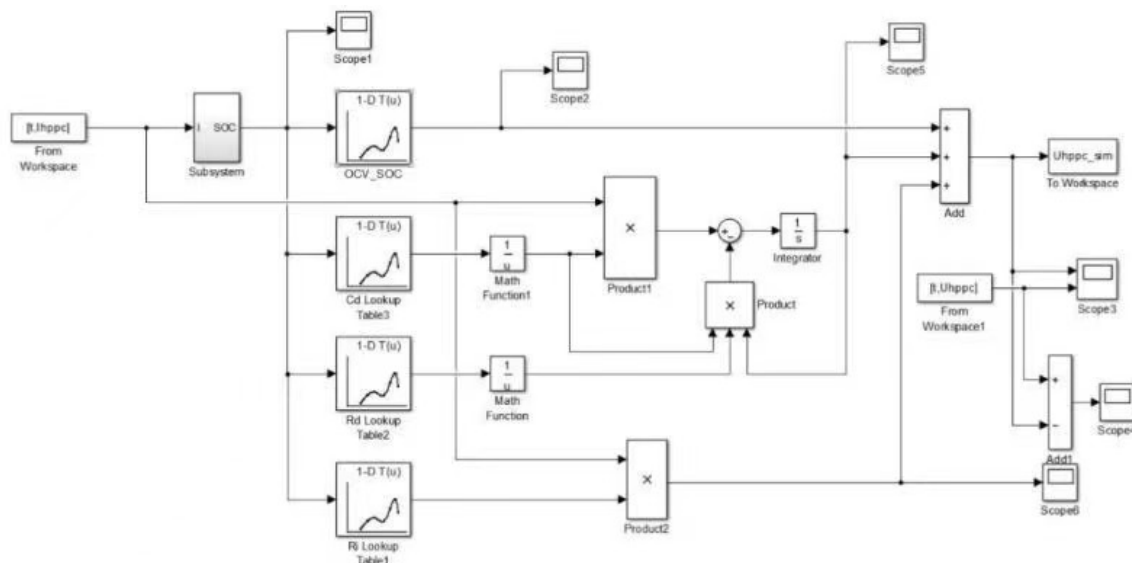 Scope1
Scope2
Scope5
[t,Ihppc]
From
Workspace
I SOC
Subsystem
1-D T(u)
OCV_SOC
+
+
+
Add
Uhppc_sim
To Workspace
1-D T(u)
Cd Lookup
Table3
1
u
Math
Function1
×
Product1
+
−
1
s
Integrator
×
Product
[t,Uhppc]
From
Workspace1
Scope3
1-D T(u)
Rd Lookup
Table2
1
u
Math
Function
+
−
Add1
Scope4
1-D T(u)
Ri Lookup
Table1
×
Product2
Scope6